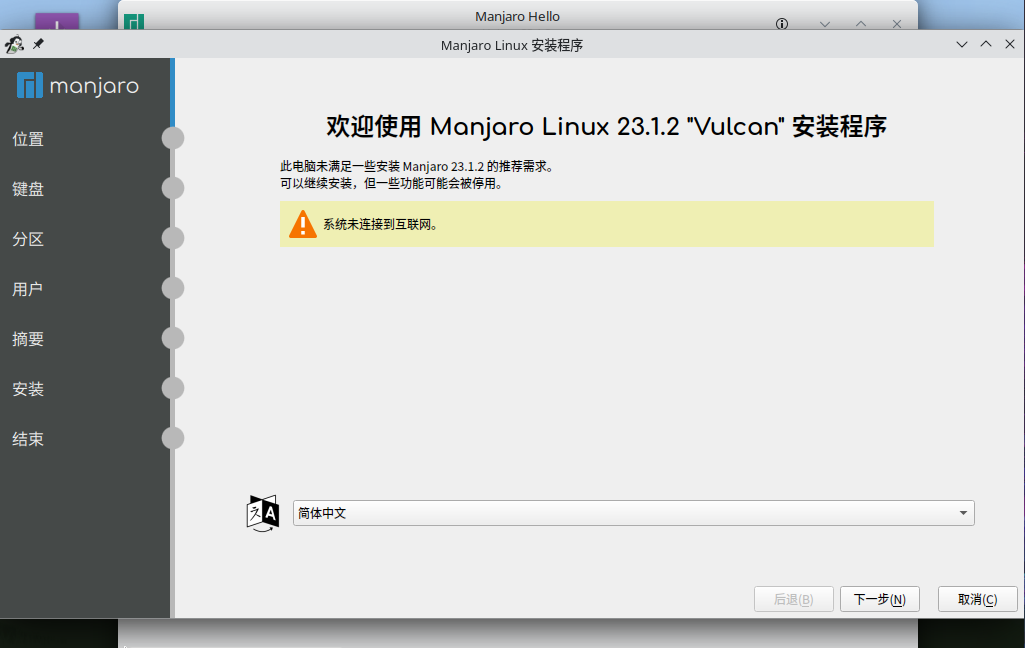 Manjaro Hello
Manjaro Linux 安装程序
manjaro
位置
键盘
分区
用户
摘要
安装
结束
欢迎使用 Manjaro Linux 23.1.2 "Vulcan" 安装程序
此电脑未满足一些安装 Manjaro 23.1.2 的推荐需求。
可以继续安装，但一些功能可能会被停用。
系统未连接到互联网。
简体中文
后退(B)
下一步(N)
取消(C)